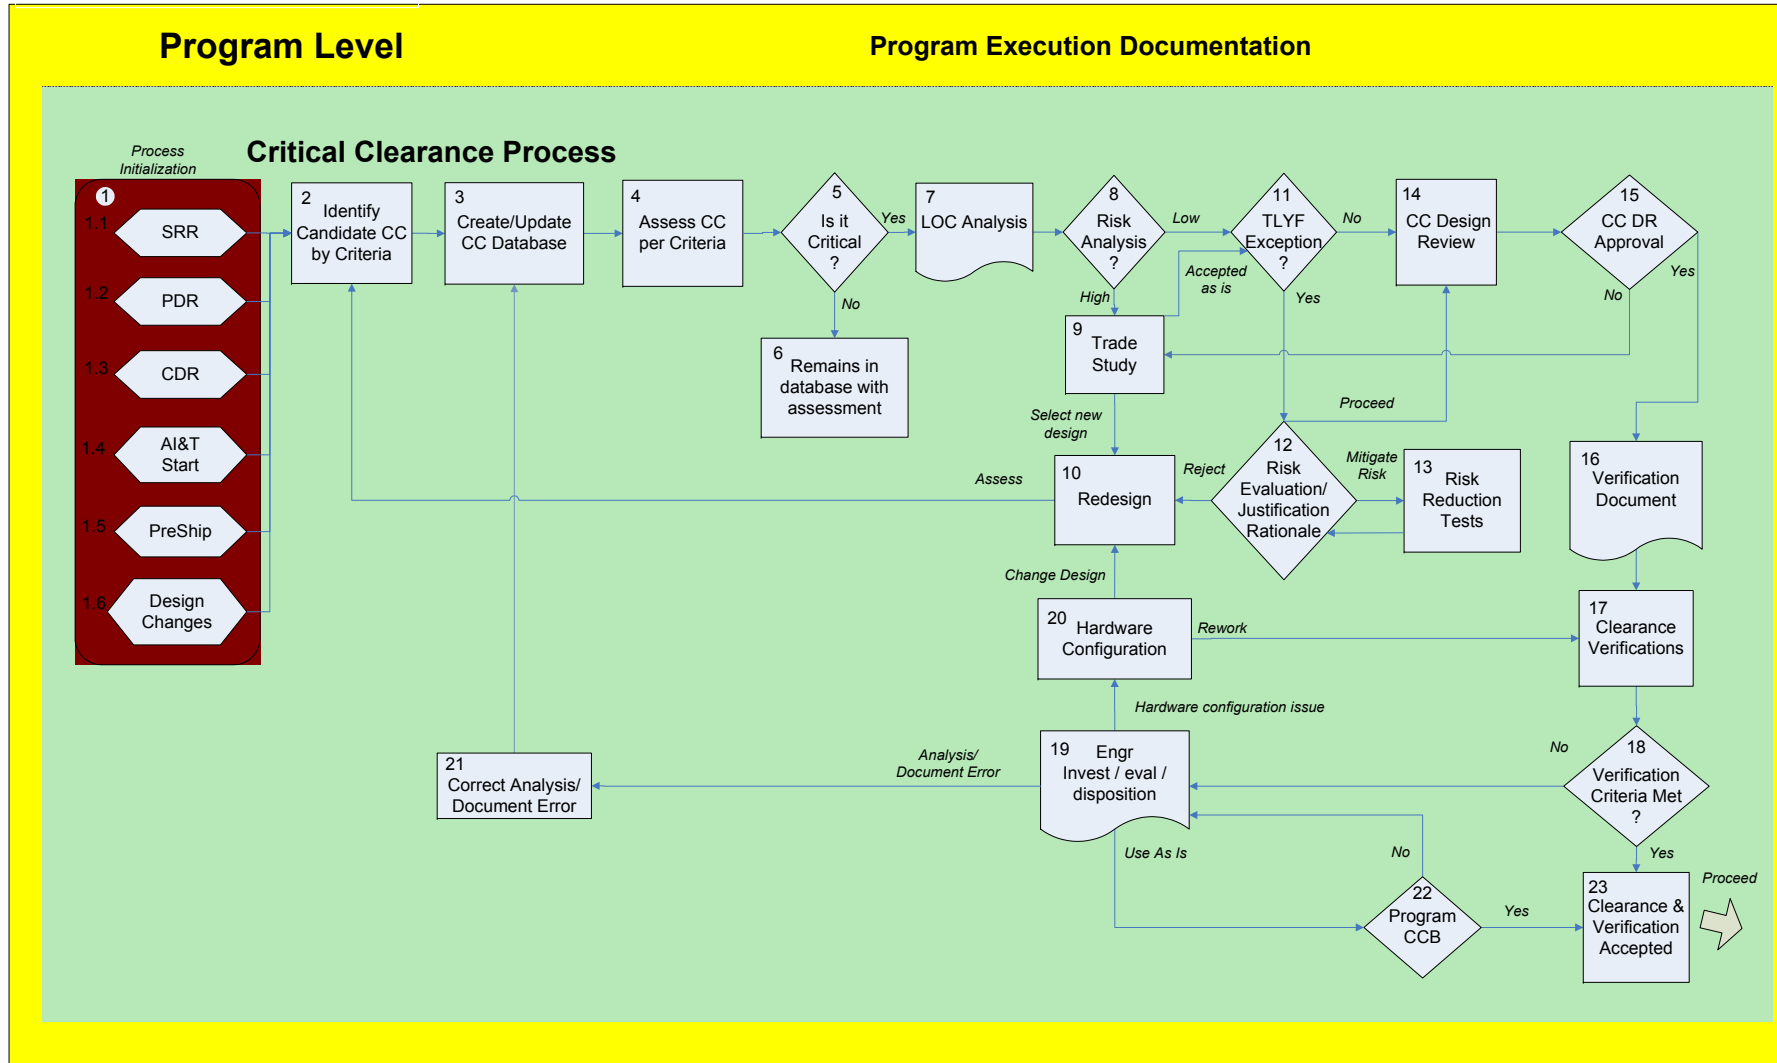 Program Level
Program Execution Documentation
Critical Clearance Process
Process
Initialization
1
1.1
SRR
1.2
PDR
1.3
CDR
1.4
AI&T
Start
1.5
PreShip
1.6
Design
Changes
2
Identify
Candidate CC
by Criteria
3
Create/Update
CC Database
4
Assess CC
per Criteria
5
Is it
Critical
?
Yes
No
6
Remains in
database with
assessment
7
LOC Analysis
8
Risk
Analysis
?
Low
High
Accepted
as is
9
Trade
Study
Select new
design
10
Redesign
Assess
11
TLYF
Exception
?
No
Yes
Proceed
12
Risk
Evaluation/
Justification
Rationale
Reject
Mitigate
Risk
13
Risk
Reduction
Tests
14
CC Design
Review
15
CC DR
Approval
Yes
No
16
Verification
Document
17
Clearance
Verifications
18
Verification
Criteria Met
?
No
Yes
19
Engr
Invest / eval /
disposition
Hardware configuration issue
Analysis/
Document Error
Use As Is
20
Hardware
Configuration
Change Design
Rework
21
Correct Analysis/
Document Error
22
Program
CCB
No
Yes
23
Clearance &
Verification
Accepted
Proceed